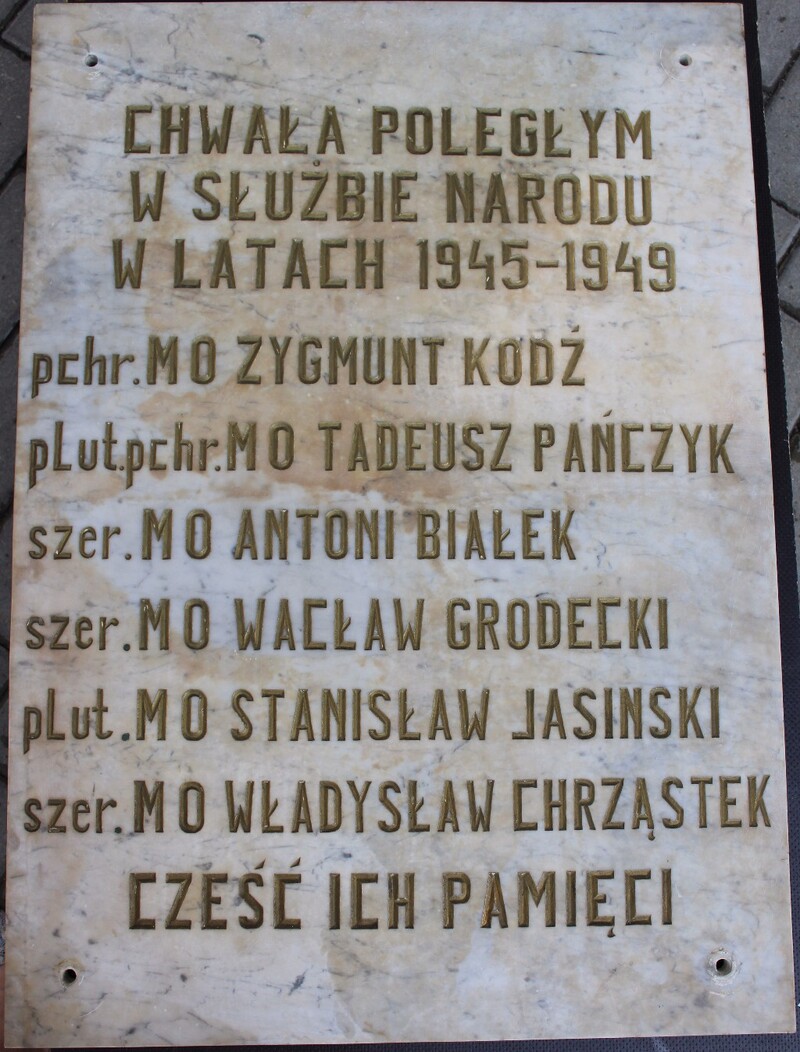 CHWAŁA POLEGŁYM
W SŁUŻBIE NARODU
W LATACH 1945-1949
pchr. MO ZYGMUNT KODŹ
pLut.pchr. MO TADEUSZ PAŃCZYK
szer. MO ANTONI BIAŁEK
szer. MO WACŁAW GRODECKI
pLut. MO STANISŁAW JASINSKI
szer. MO WŁADYSŁAW CHRZĄSTEK
CZEŚĆ ICH PAMIĘCI